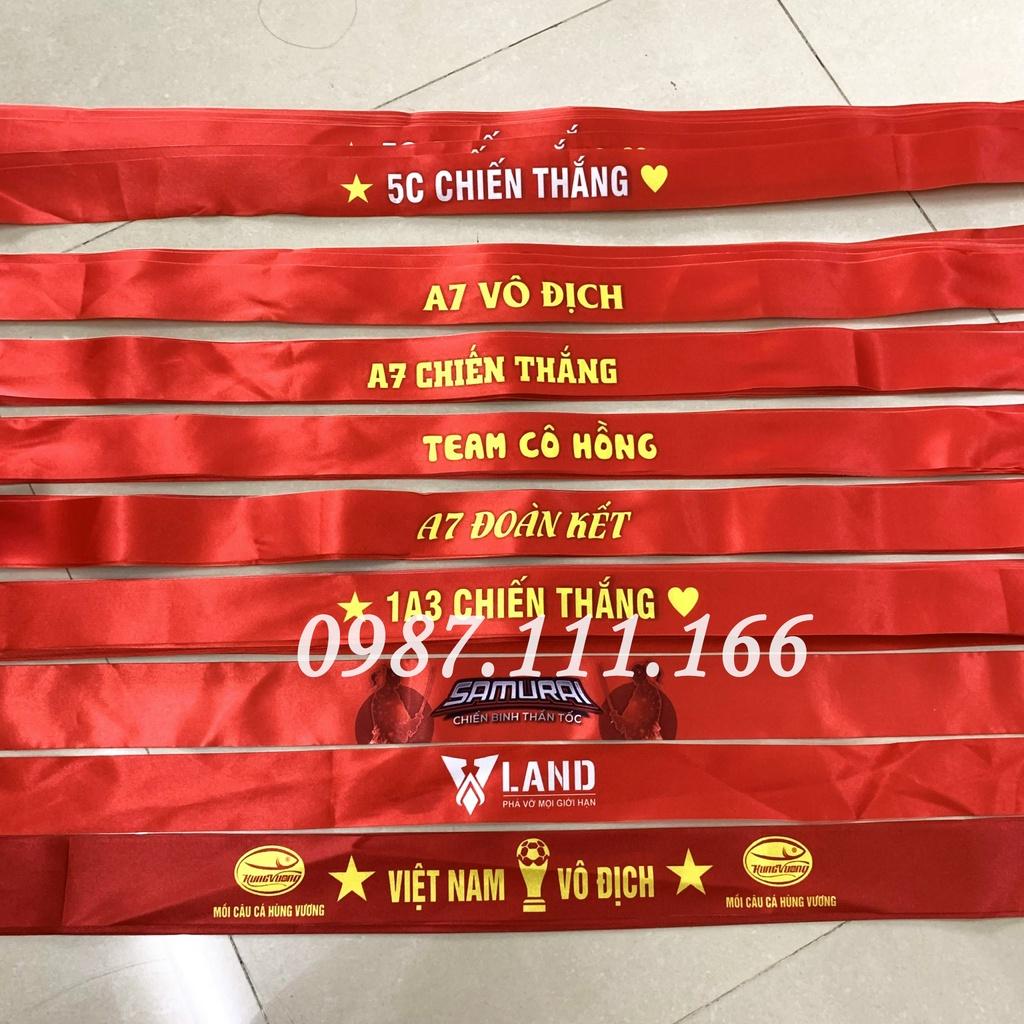 5C CHIẾN THẮNG
A7 VÔ ĐỊCH
A7 CHIẾN THẮNG
TEAM CÔ HỒNG
A7 ĐOÀN KẾT
1A3 CHIẾN THẮNG
0987.111.166
SAMURAI
CHIẾN BINH THẦN TỐC
LAND
PHÁ VỠ MỌI GIỚI HẠN
HùngVương
VIỆT NAM VÔ ĐỊCH
HùngVương
MỒI CÂU CÁ HÙNG VƯƠNG
MỒI CÂU CÁ HÙNG VƯƠNG